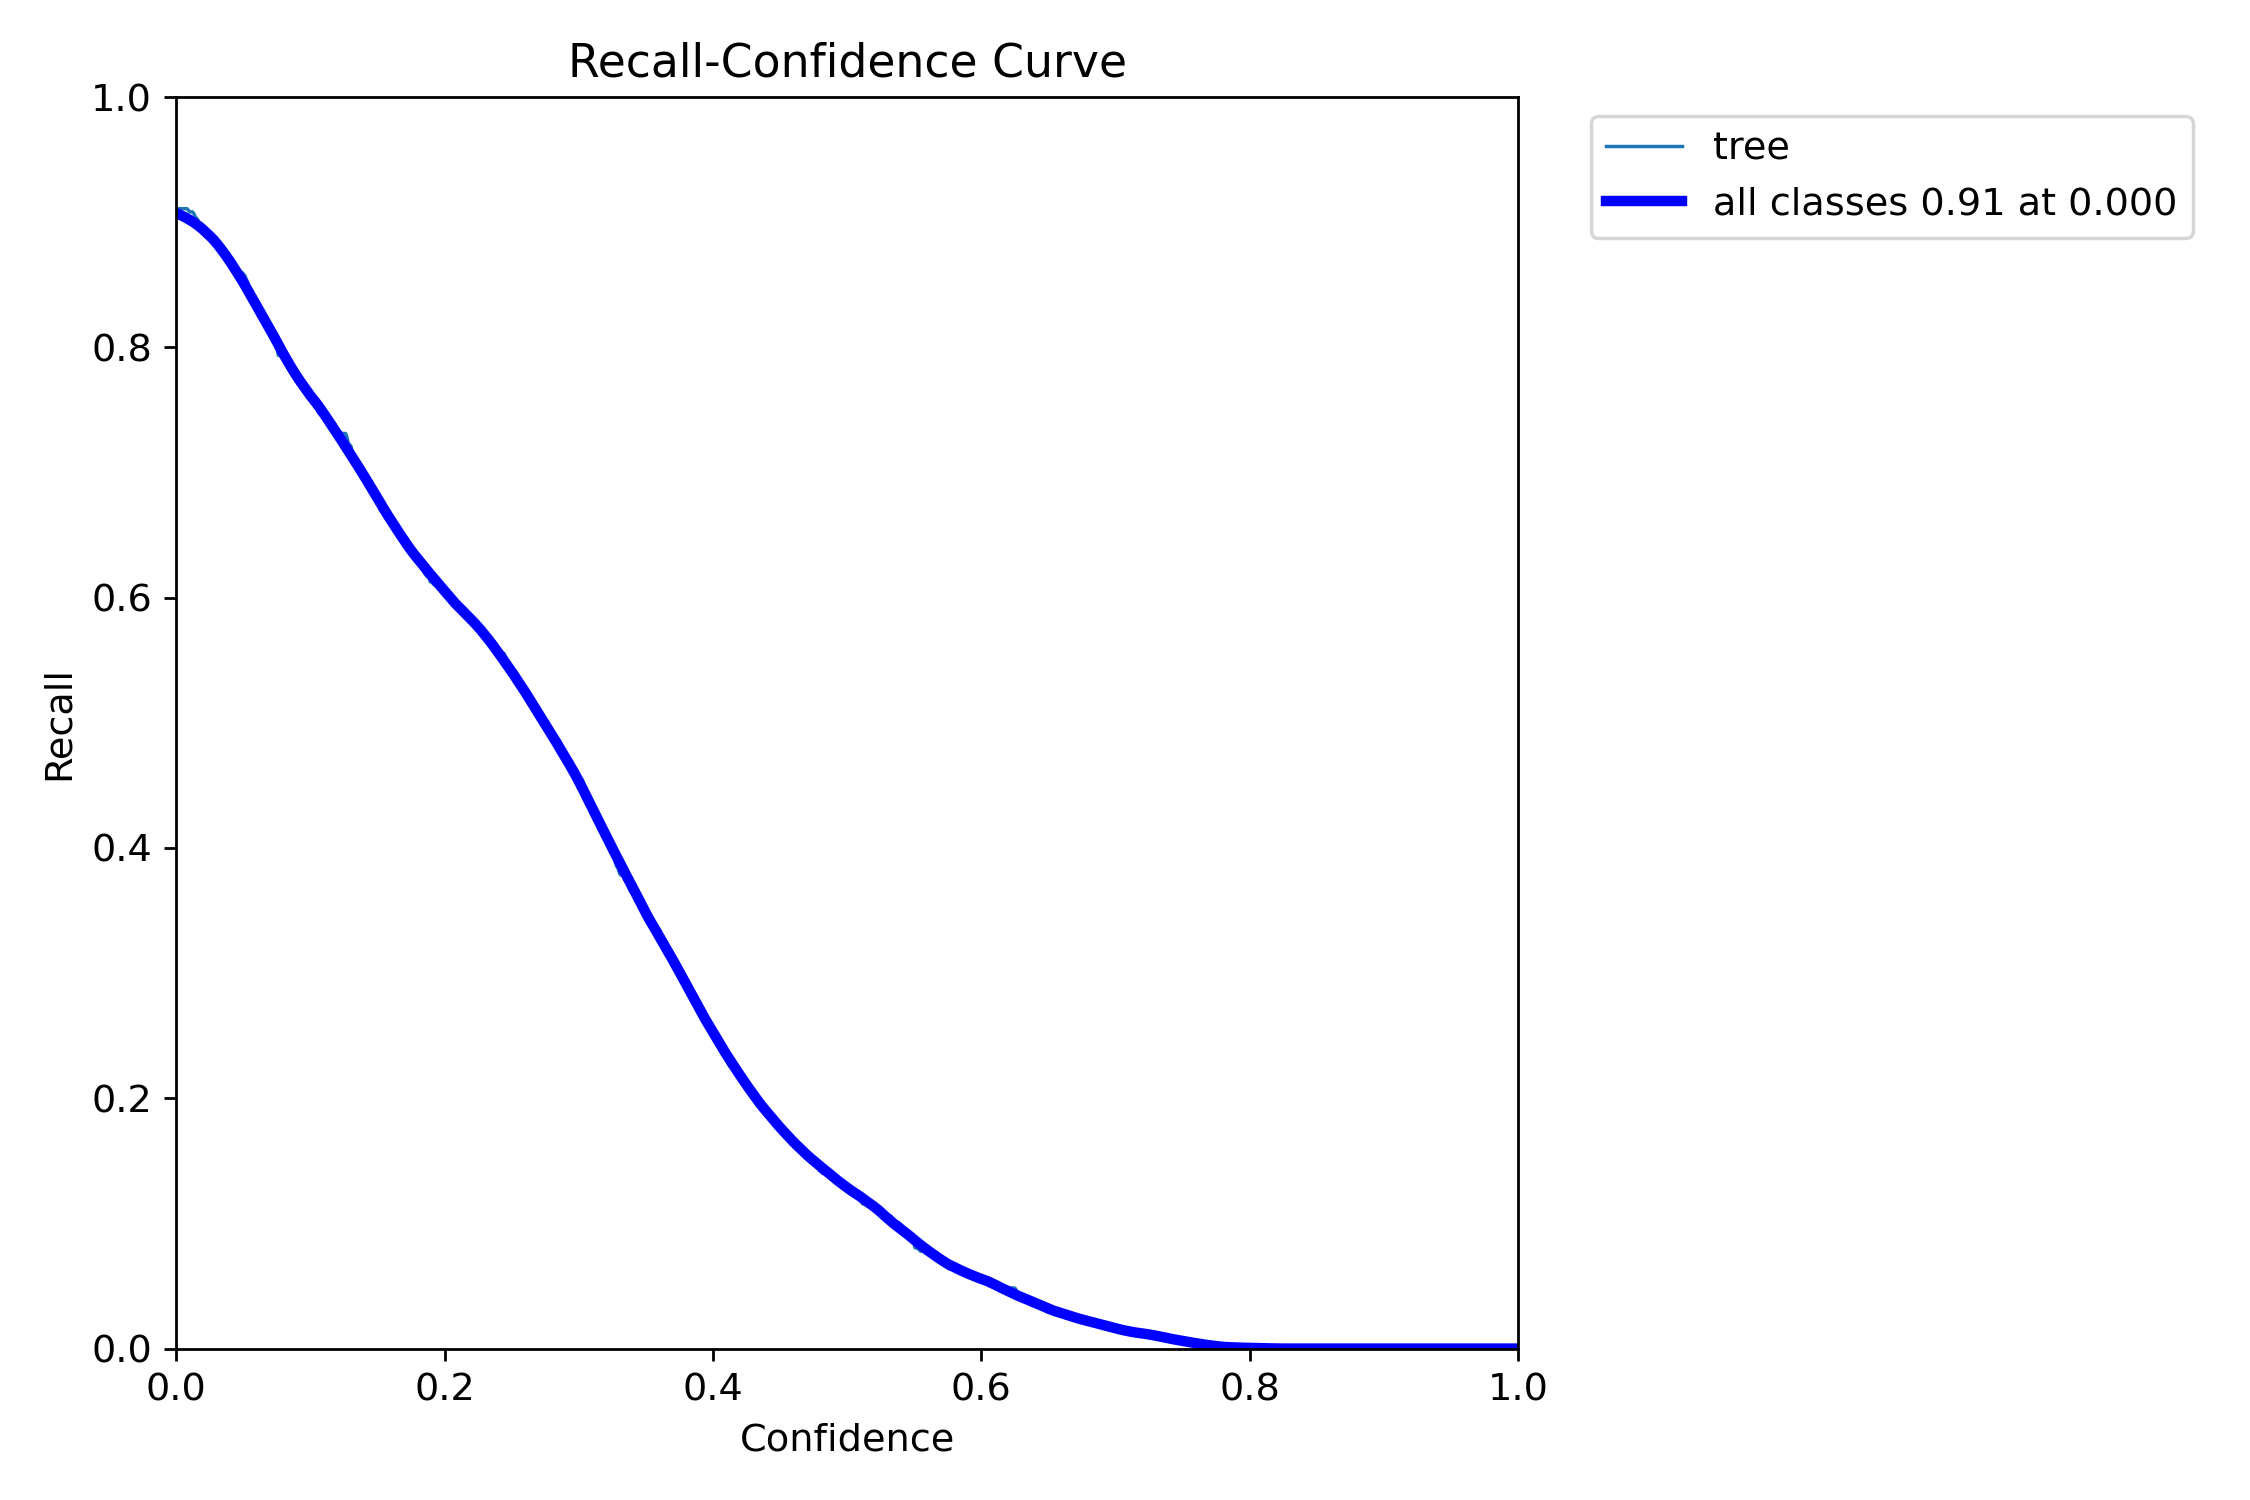 Recall-Confidence Curve
1.0
0.8
0.6
0.4
0.2
0.0
Recall
0.0 0.2 0.4 0.6 0.8 1.0
Confidence
tree
all classes 0.91 at 0.000